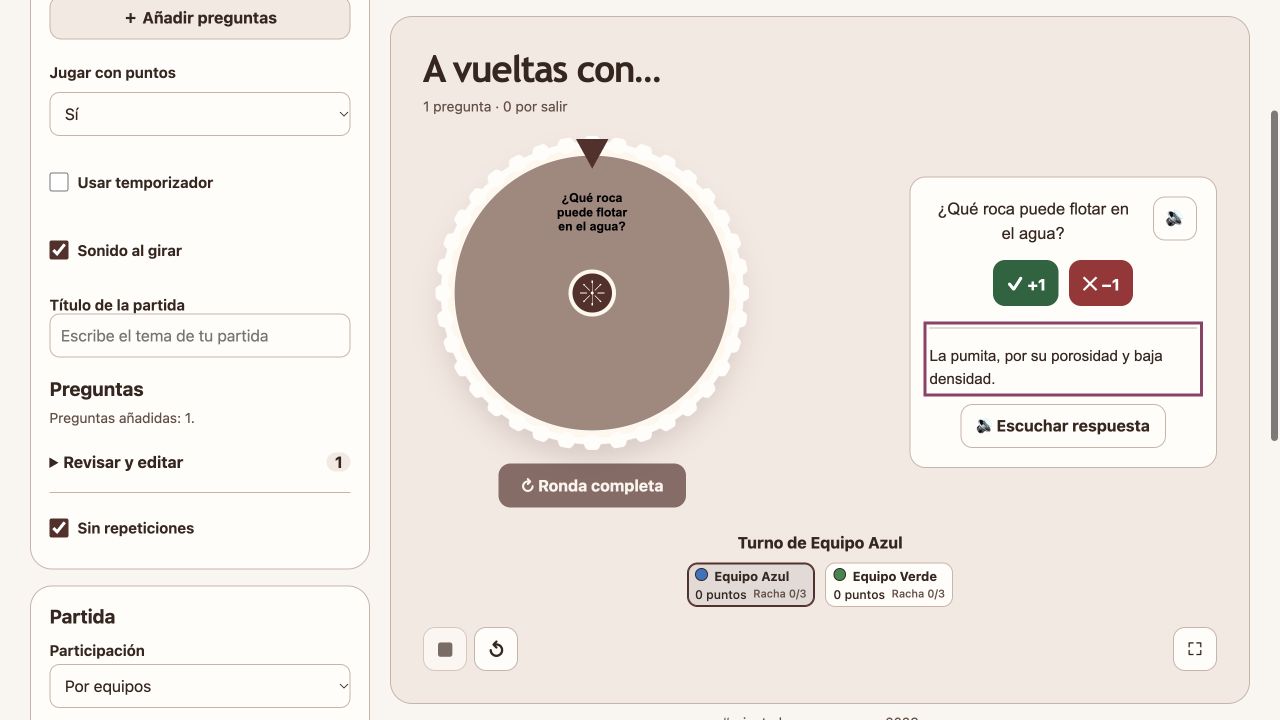 + Añadir preguntas
Jugar con puntos
Sí
Usar temporizador
Sonido al girar
Título de la partida
Escribe el tema de tu partida
Preguntas
Preguntas añadidas: 1.
Revisar y editar
1
Sin repeticiones
Partida
Participación
Por equipos
A vueltas con...
1 pregunta · 0 por salir
¿Qué roca
puede flotar
en el agua?
↻ Ronda completa
¿Qué roca puede flotar en
el agua?
✓ +1
✕ −1
La pumita, por su porosidad y baja
densidad.
Escuchar respuesta
Turno de Equipo Azul
Equipo Azul
0 puntos Racha 0/3
Equipo Verde
0 puntos Racha 0/3